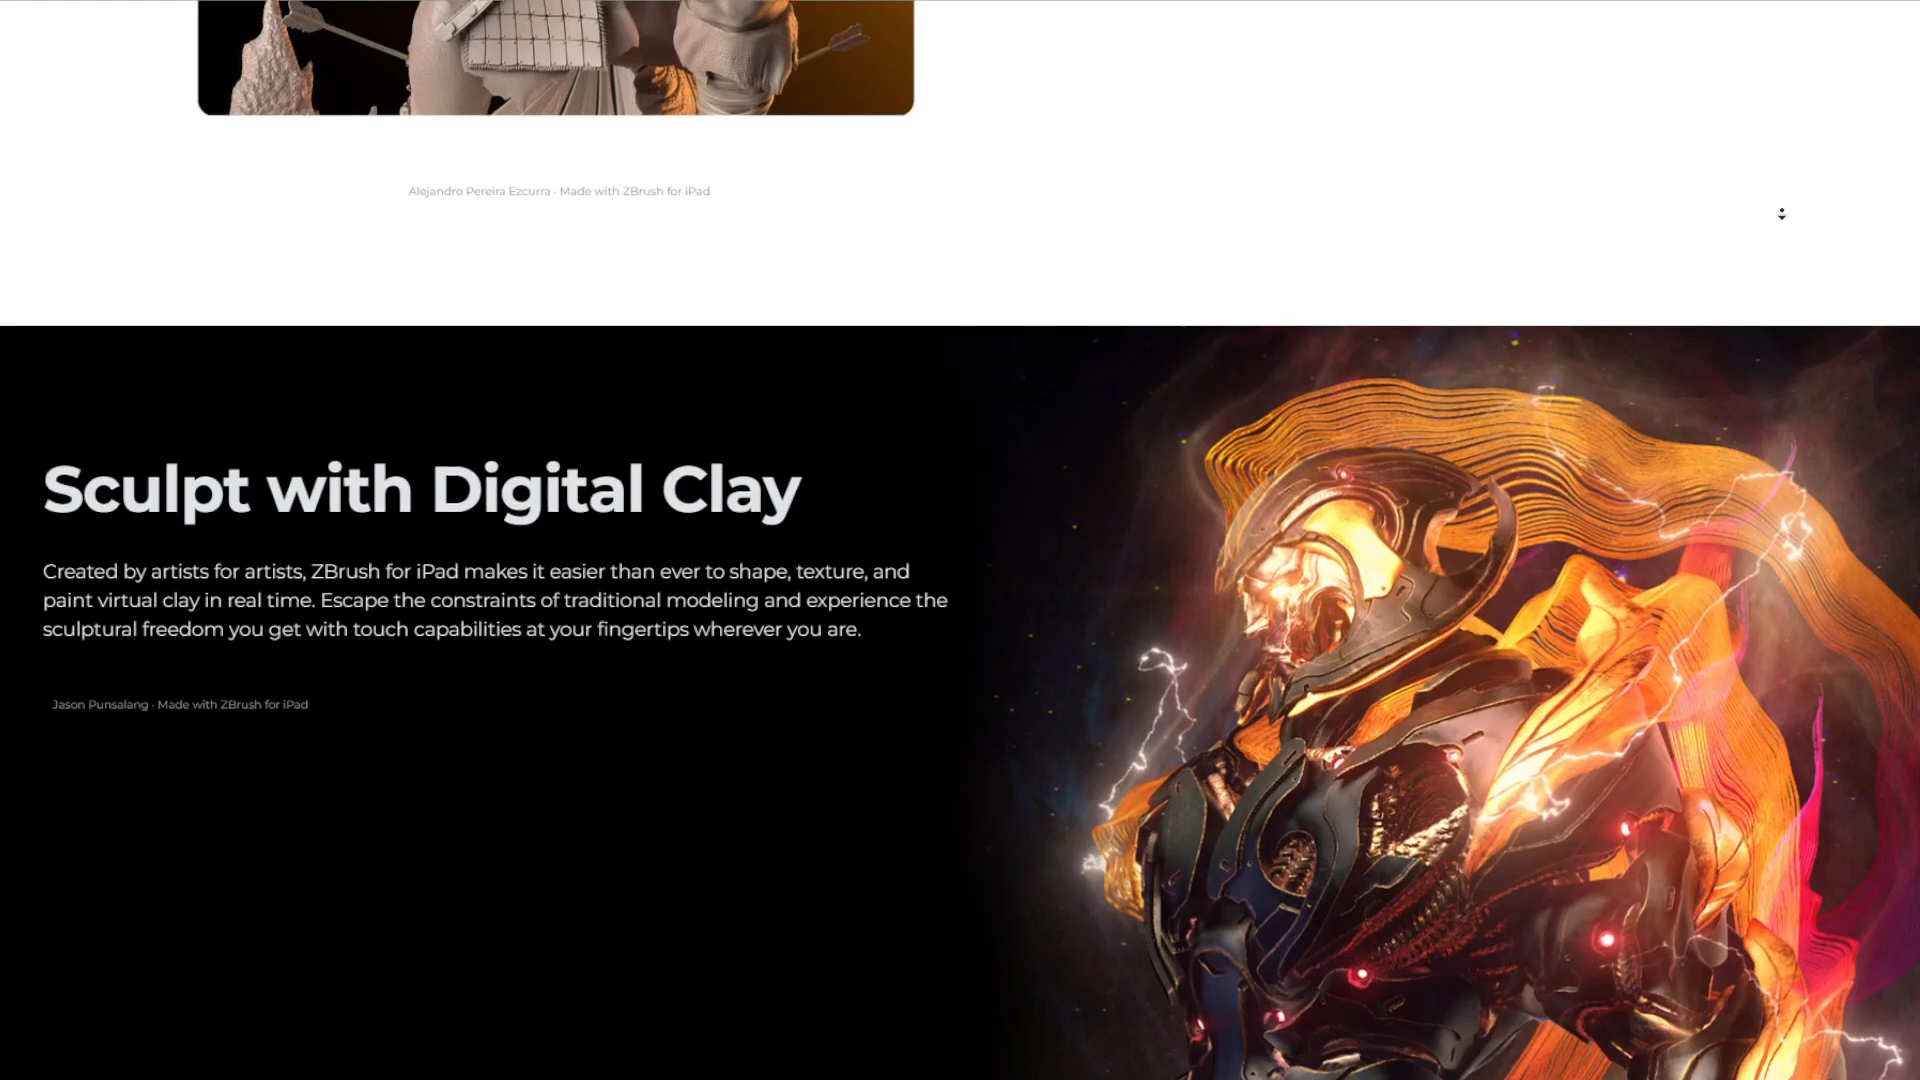 Alejandro Pereira Ezcurra · Made with ZBrush for iPad
Sculpt with Digital Clay
Created by artists for artists, ZBrush for iPad makes it easier than ever to shape, texture, and
paint virtual clay in real time. Escape the constraints of traditional modeling and experience the
sculptural freedom you get with touch capabilities at your fingertips wherever you are.
Jason Punsalang · Made with ZBrush for iPad